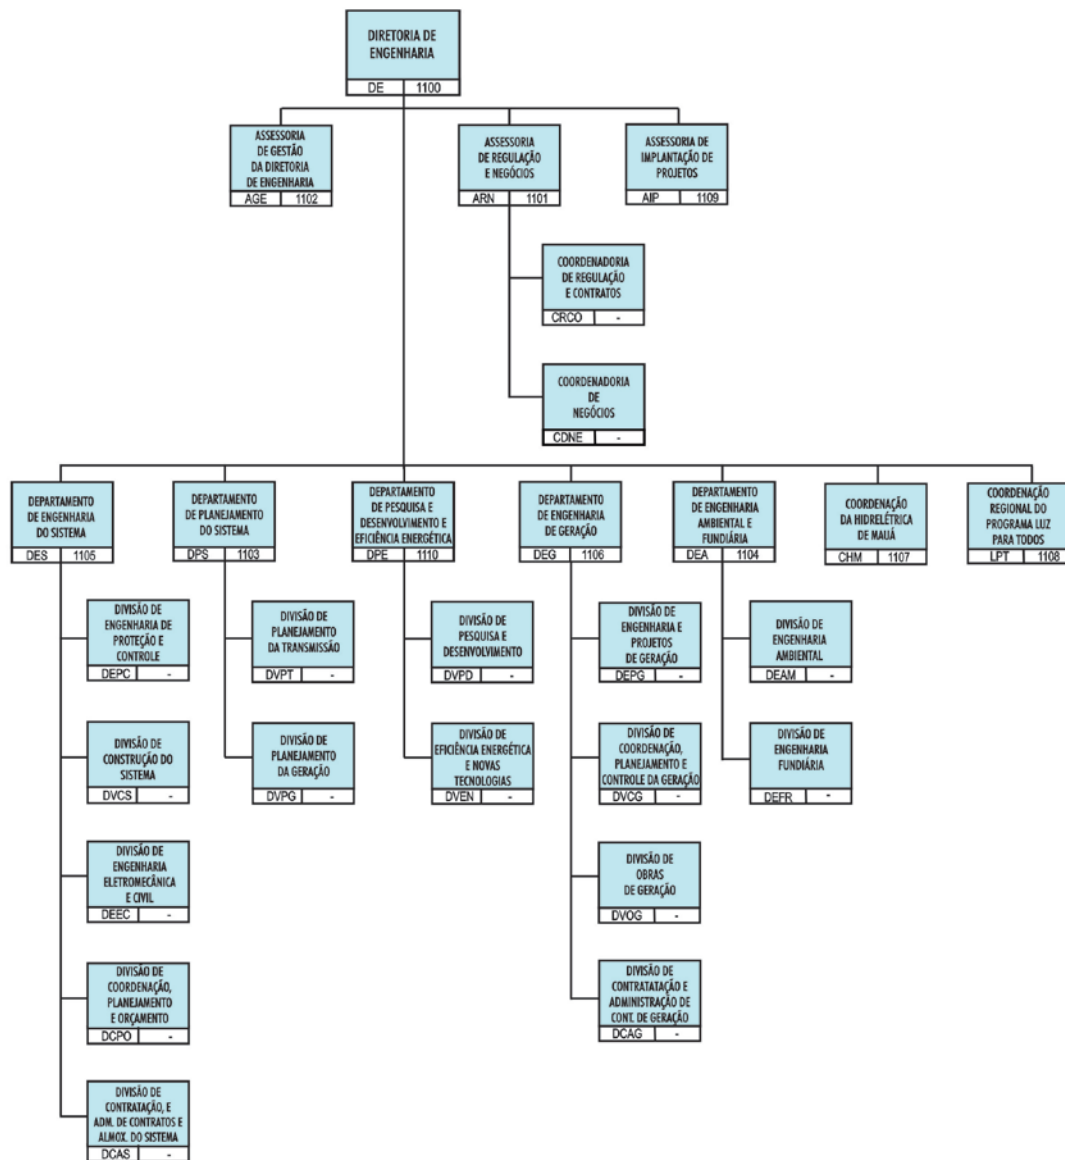 DIRETORIA DE
ENGENHARIA
DE 1100
ASSESSORIA
DE GESTÃO
DA DIRETORIA
DE ENGENHARIA
AGE 1102
ASSESSORIA
DE REGULAÇÃO
E NEGÓCIOS
ARN 1101
ASSESSORIA DE
IMPLANTAÇÃO DE
PROJETOS
AIP 1109
COORDENADORIA
DE REGULAÇÃO
E CONTRATOS
CRCO -
COORDENADORIA
DE
NEGÓCIOS
CDNE -
DEPARTAMENTO
DE ENGENHARIA
DO SISTEMA
DES 1105
DEPARTAMENTO
DE PLANEJAMENTO
DO SISTEMA
DPS 1103
DEPARTAMENTO
DE PESQUISA E
DESENVOLVIMENTO E
EFICIÊNCIA ENERGÉTICA
DPE 1110
DEPARTAMENTO
DE ENGENHARIA
DE GERAÇÃO
DEG 1106
DEPARTAMENTO
DE ENGENHARIA
AMBIENTAL E
FUNDIÁRIA
DEA 1104
COORDENAÇÃO
DA HIDRELÉTRICA
DE MAUÁ
CHM 1107
COORDENAÇÃO
REGIONAL DO
PROGRAMA LUZ
PARA TODOS
LPT 1108
DIVISÃO DE
ENGENHARIA DE
PROTEÇÃO E
CONTROLE
DEPC -
DIVISÃO DE
PLANEJAMENTO
DA TRANSMISSÃO
DVPT -
DIVISÃO DE
PESQUISA E
DESENVOLVIMENTO
DVPD -
DIVISÃO DE
ENGENHARIA E
PROJETOS
DE GERAÇÃO
DEPG -
DIVISÃO DE
ENGENHARIA
AMBIENTAL
DEAM -
DIVISÃO DE
CONSTRUÇÃO DO
SISTEMA
DVCS -
DIVISÃO DE
PLANEJAMENTO
DA GERAÇÃO
DVPG -
DIVISÃO DE
EFICIÊNCIA ENERGÉTICA
E NOVAS
TECNOLOGIAS
DVEN -
DIVISÃO DE
COORDENAÇÃO,
PLANEJAMENTO E
CONTROLE DA GERAÇÃO
DVCG -
DIVISÃO DE
ENGENHARIA
FUNDIÁRIA
DEFR -
DIVISÃO DE
ENGENHARIA
ELETROMECÂNICA
E CIVIL
DEEC -
DIVISÃO DE
OBRAS
DE GERAÇÃO
DVOG -
DIVISÃO DE
COORDENAÇÃO,
PLANEJAMENTO
E ORÇAMENTO
DCPO -
DIVISÃO DE
CONTRATATAÇÃO E
ADMINISTRAÇÃO DE
CONT. DE GERAÇÃO
DCAG -
DIVISÃO DE
CONTRATAÇÃO, E
ADM. DE CONTRATOS E
ALMOX. DO SISTEMA
DCAS -